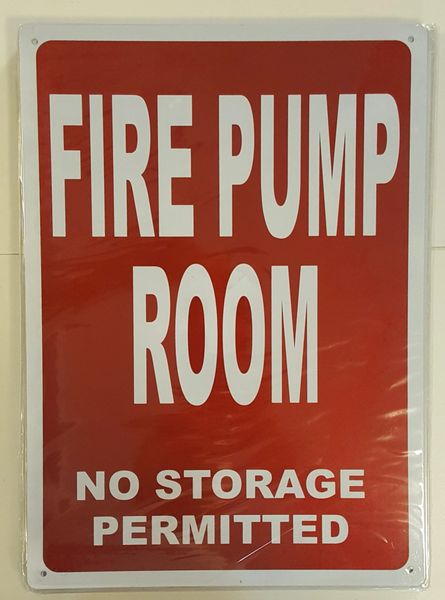 FIRE PUMP
ROOM
NO STORAGE
PERMITTED